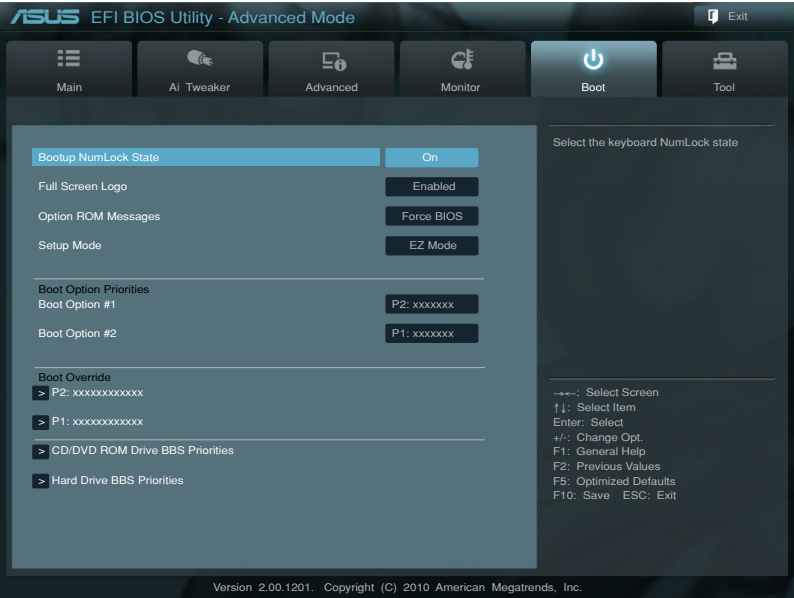 ASUS EFI BIOS Utility - Advanced Mode
Exit
Main
Ai Tweaker
Advanced
Monitor
Boot
Tool
Bootup NumLock State On
Full Screen Logo Enabled
Option ROM Messages Force BIOS
Setup Mode EZ Mode
Boot Option Priorities
Boot Option #1 P2: xxxxxxx
Boot Option #2 P1: xxxxxxx
Boot Override
> P2: xxxxxxxxxxxx
> P1: xxxxxxxxxxxx
> CD/DVD ROM Drive BBS Priorities
> Hard Drive BBS Priorities
Select the keyboard NumLock state
→←: Select Screen
↑↓: Select Item
Enter: Select
+/-: Change Opt.
F1: General Help
F2: Previous Values
F5: Optimized Defaults
F10: Save ESC: Exit
Version 2.00.1201. Copyright (C) 2010 American Megatrends, Inc.